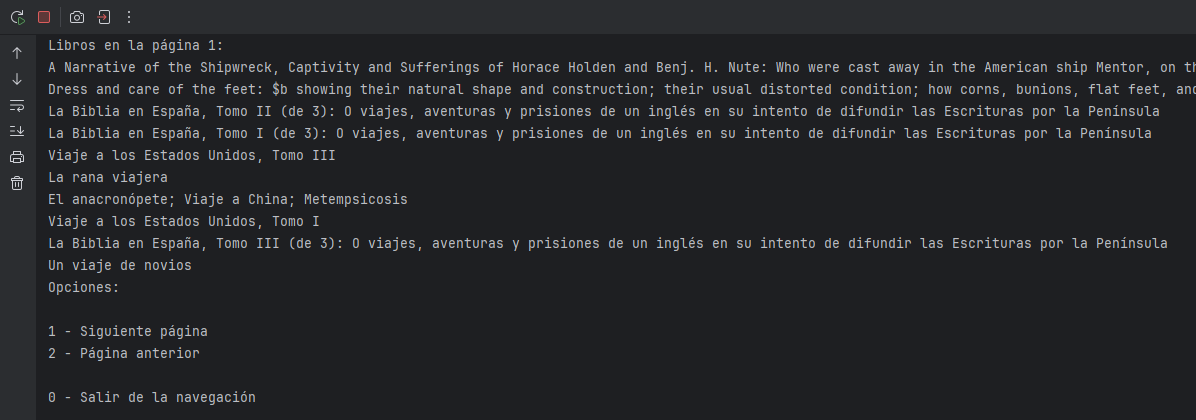 Libros en la página 1:
A Narrative of the Shipwreck, Captivity and Sufferings of Horace Holden and Benj. H. Nute: Who were cast away in the American ship Mentor, on th
Dress and care of the feet: $b showing their natural shape and construction; their usual distorted condition; how corns, bunions, flat feet, and
La Biblia en España, Tomo II (de 3): O viajes, aventuras y prisiones de un inglés en su intento de difundir las Escrituras por la Península
La Biblia en España, Tomo I (de 3): O viajes, aventuras y prisiones de un inglés en su intento de difundir las Escrituras por la Península
Viaje a los Estados Unidos, Tomo III
La rana viajera
El anacronópete; Viaje a China; Metempsicosis
Viaje a los Estados Unidos, Tomo I
La Biblia en España, Tomo III (de 3): O viajes, aventuras y prisiones de un inglés en su intento de difundir las Escrituras por la Península
Un viaje de novios
Opciones:
1 - Siguiente página
2 - Página anterior
0 - Salir de la navegación